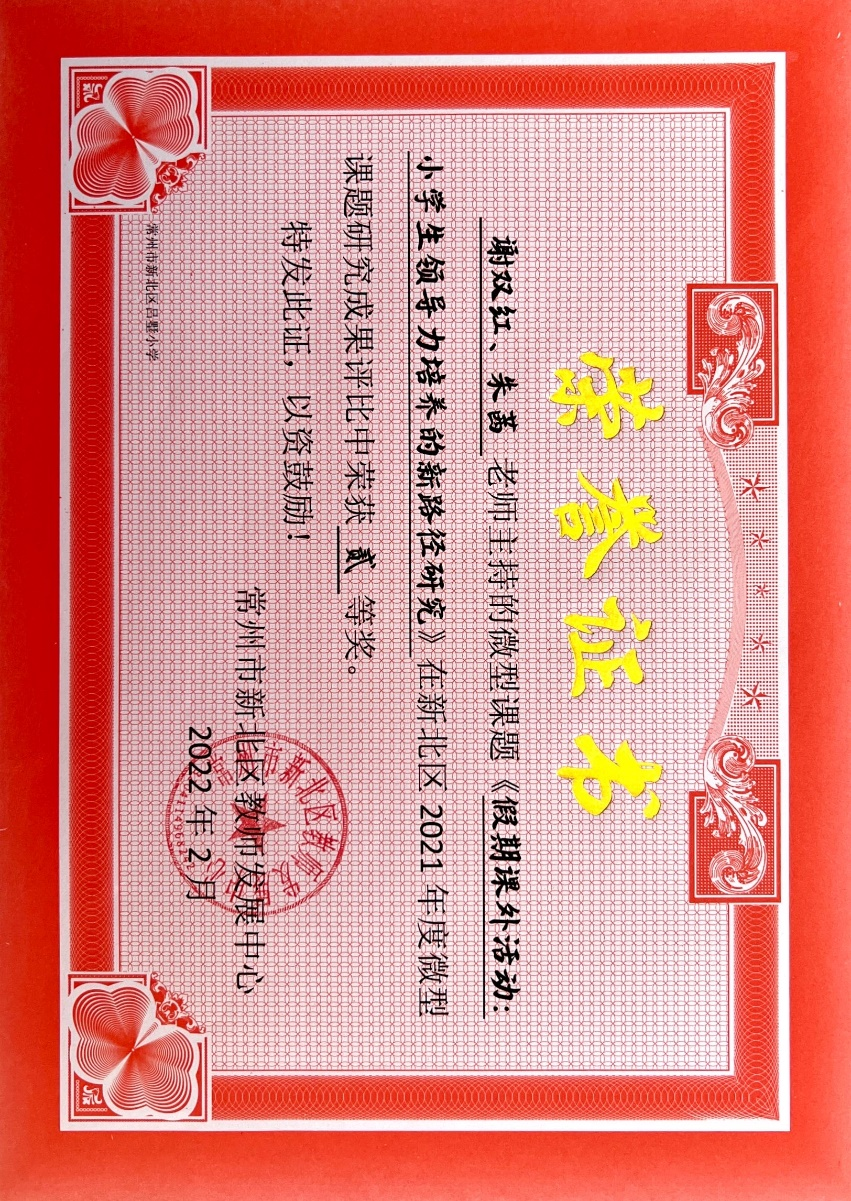 荣誉证书
谢双红、朱茜 老师主持的微型课题《假期课外活动：
小学生领导力培养的新路径研究》在新北区 2021 年度微型
课题研究成果评比中荣获 贰 等奖。
特发此证，以资鼓励！
常州市新北区教师发展中心
2022 年 2 月
常州市新北区吕墅小学